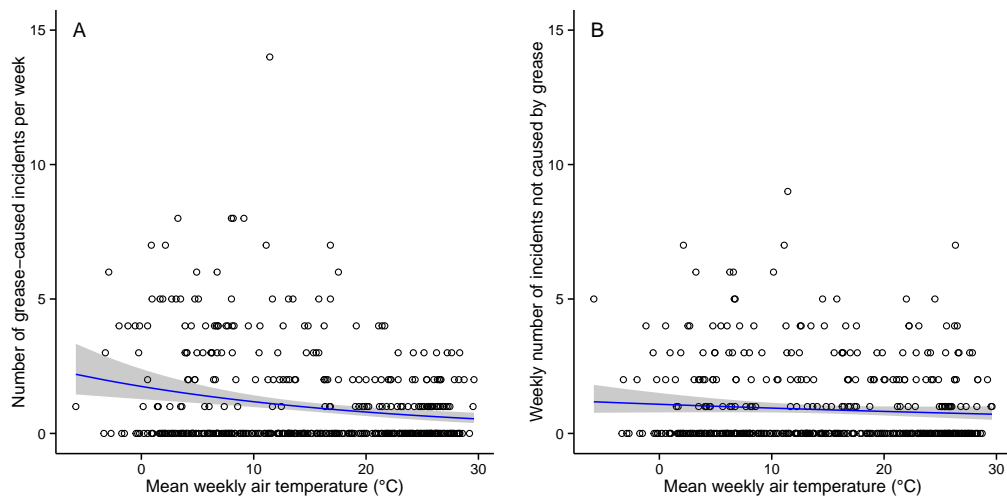 A
Number of grease−caused incidents per week
15
10
5
0
0
10
20
30
Mean weekly air temperature (°C)
B
Weekly number of incidents not caused by grease
15
10
5
0
0
10
20
30
Mean weekly air temperature (°C)